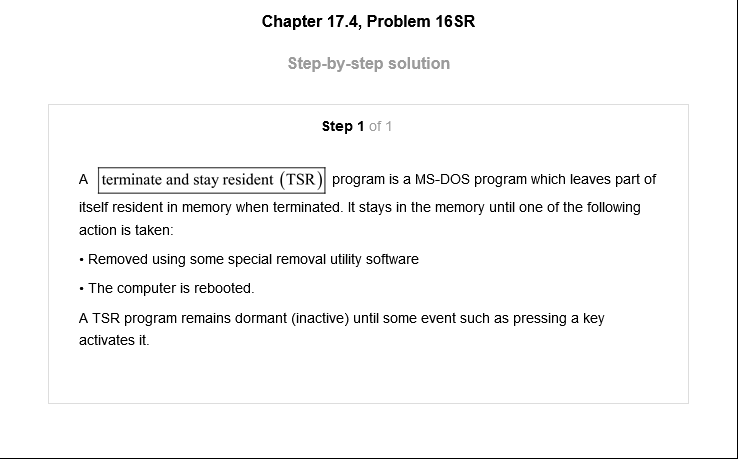 Chapter 17.4, Problem 16SR
Step-by-step solution
Step 1 of 1
A terminate and stay resident (TSR) program is a MS-DOS program which leaves part of
itself resident in memory when terminated. It stays in the memory until one of the following
action is taken:
• Removed using some special removal utility software
• The computer is rebooted.
A TSR program remains dormant (inactive) until some event such as pressing a key
activates it.